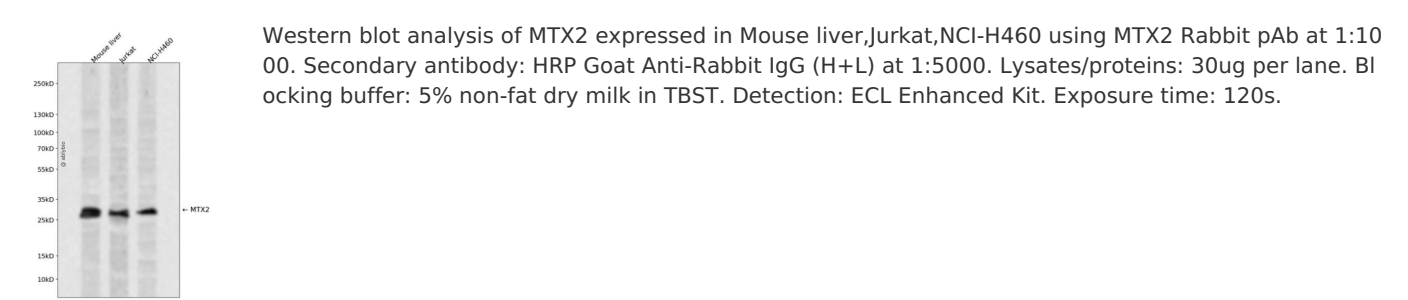 Mouse liver
Jurkat
NCI-H460
250kD
130kD
100kD
70kD
55kD
35kD
25kD
15kD
10kD
@ abbyboo
← MTX2
Western blot analysis of MTX2 expressed in Mouse liver,Jurkat,NCI-H460 using MTX2 Rabbit pAb at 1:10
00. Secondary antibody: HRP Goat Anti-Rabbit IgG (H+L) at 1:5000. Lysates/proteins: 30ug per lane. Bl
ocking buffer: 5% non-fat dry milk in TBST. Detection: ECL Enhanced Kit. Exposure time: 120s.